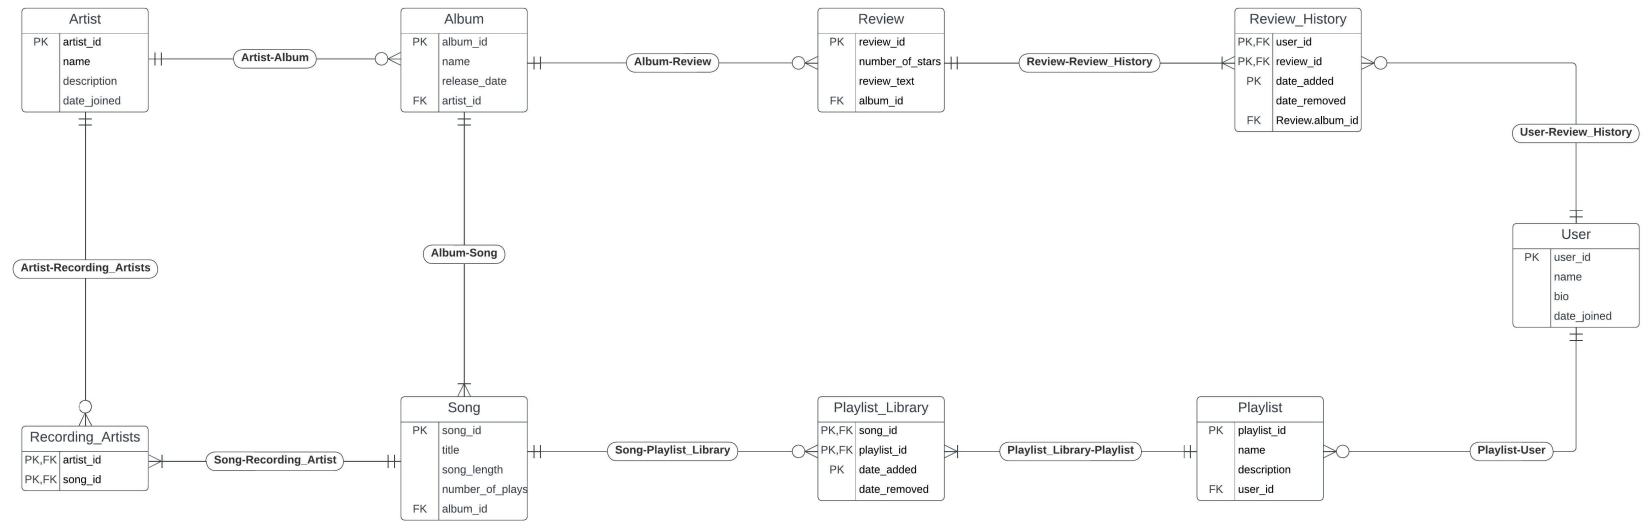 Artist
PK artist_id
name
description
date_joined
Artist-Album
Album
PK album_id
name
release_date
FK artist_id
Album-Review
Review
PK review_id
number_of_stars
review_text
FK album_id
Review-Review_History
Review_History
PK,FK user_id
PK,FK review_id
PK date_added
date_removed
FK Review.album_id
User-Review_History
User
PK user_id
name
bio
date_joined
Artist-Recording_Artists
Album-Song
Recording_Artists
PK,FK artist_id
PK,FK song_id
Song-Recording_Artist
Song
PK song_id
title
song_length
number_of_plays
FK album_id
Song-Playlist_Library
Playlist_Library
PK,FK song_id
PK,FK playlist_id
PK date_added
date_removed
Playlist_Library-Playlist
Playlist
PK playlist_id
name
description
FK user_id
Playlist-User